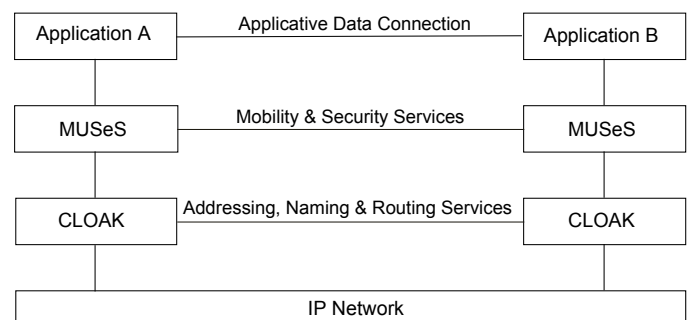 Application A
Applicative Data Connection
Application B
MUSeS
Mobility & Security Services
MUSeS
CLOAK
Addressing, Naming & Routing Services
CLOAK
IP Network